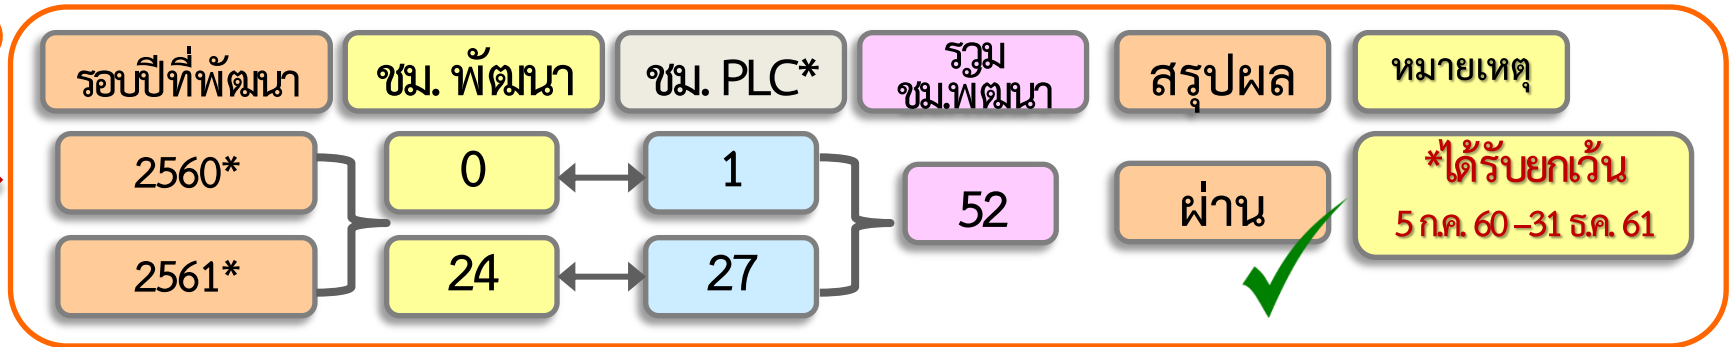 รอบปีที่พัฒนา
ชม. พัฒนา
ชม. PLC*
รวม
ชม.พัฒนา
สรุปผล
หมายเหตุ
2560*
0
1
2561*
24
27
52
ผ่าน
*ได้รับยกเว้น
5 ก.ค. 60 –31 ธ.ค. 61